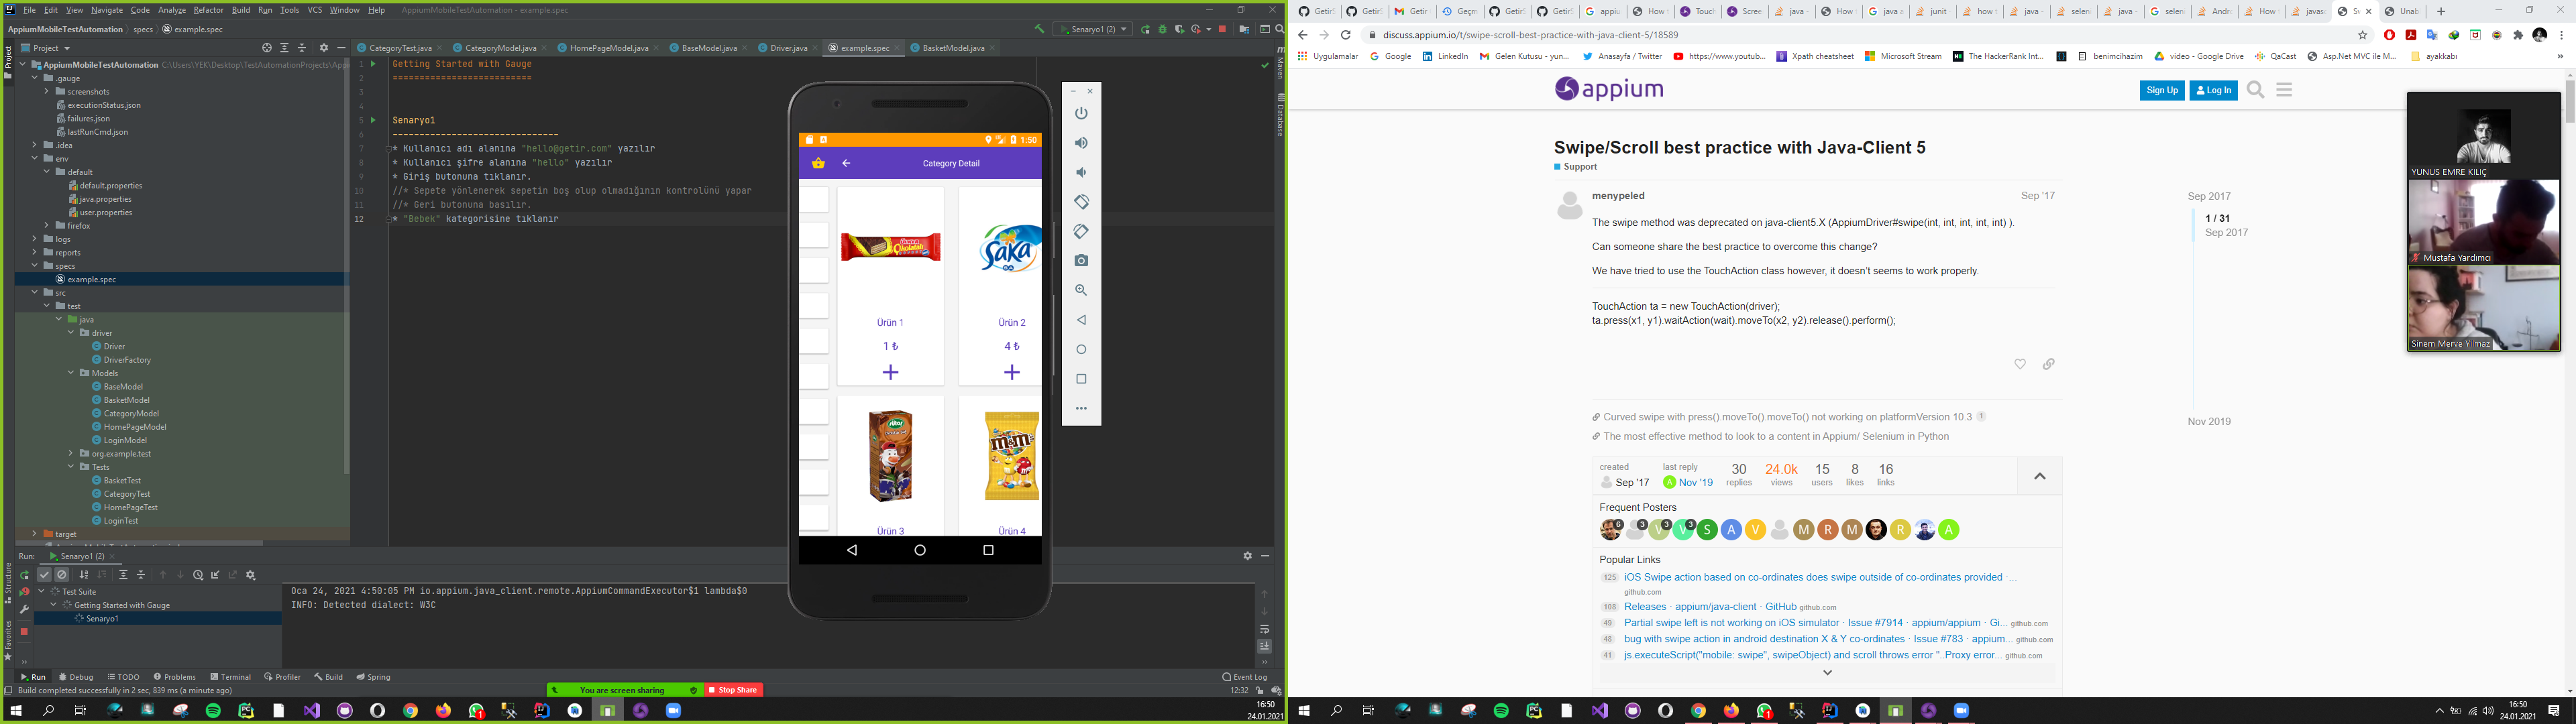 File Edit View Navigate Code Analyze Refactor Build Run Tools VCS Window Help AppiumMobileTestAutomation - example.spec
AppiumMobileTestAutomation specs example.spec
Senaryo1 (2)
Project
CategoryTest.java CategoryModel.java HomePageModel.java BaseModel.java Driver.java example.spec BasketModel.java
AppiumMobileTestAutomation C:\Users\YEK\Desktop\TestAutomationProjects\App
.gauge
screenshots
executionStatus.json
failures.json
lastRunCmd.json
.idea
env
default
default.properties
java.properties
user.properties
firefox
logs
reports
specs
example.spec
src
test
java
driver
Driver
DriverFactory
Models
BaseModel
BasketModel
CategoryModel
HomePageModel
LoginModel
org.example.test
Tests
BasketTest
CategoryTest
HomePageTest
LoginTest
target
1 Getting Started with Gauge
2 ==========================
3
4
5 Senaryo1
6 -------------------------------
7 * Kullanıcı adı alanına "hello@getir.com" yazılır
8 * Kullanıcı şifre alanına "hello" yazılır
9 * Giriş butonuna tıklanır.
10 //* Sepete yönlenerek sepetin boş olup olmadığının kontrolünü yapar
11 //* Geri butonuna basılır.
12 * "Bebek" kategorisine tıklanır
Maven
Database
Structure
Favorites
1:50
Category Detail
Ürün 1
1 ₺
Ürün 2
4 ₺
Ürün 3
Ürün 4
Run: Senaryo1 (2)
Test Suite
Getting Started with Gauge
Senaryo1
Oca 24, 2021 4:50:05 PM io.appium.java_client.remote.AppiumCommandExecutor$1 lambda$0
INFO: Detected dialect: W3C
Run Debug TODO Problems Terminal Profiler Build Spring
Event Log
Build completed successfully in 2 sec, 839 ms (a minute ago)
12:32
You are screen sharing
Stop Share
16:50
24.01.2021
discuss.appium.io/t/swipe-scroll-best-practice-with-java-client-5/18589
Uygulamalar Google LinkedIn Gelen Kutusu - yun... Anasayfa / Twitter https://www.youtub... Xpath cheatsheet Microsoft Stream The HackerRank Int... benimcihazim video - Google Drive QaCast Asp.Net MVC ile M... ayakkabı
appium
Sign Up
Log In
Swipe/Scroll best practice with Java-Client 5
Support
menypeled
Sep '17
The swipe method was deprecated on java-client5.X (AppiumDriver#swipe(int, int, int, int, int) ).
Can someone share the best practice to overcome this change?
We have tried to use the TouchAction class however, it doesn't seems to work properly.
TouchAction ta = new TouchAction(driver);
ta.press(x1, y1).waitAction(wait).moveTo(x2, y2).release().perform();
Sep 2017
1 / 31
Sep 2017
Nov 2019
Curved swipe with press().moveTo().moveTo() not working on platformVersion 10.3 1
The most effective method to look to a content in Appium/ Selenium in Python
created
Sep '17
last reply
Nov '19
30
replies
24.0k
views
15
users
8
likes
16
links
Frequent Posters
Popular Links
125 iOS Swipe action based on co-ordinates does swipe outside of co-ordinates provided ·...
github.com
108 Releases · appium/java-client · GitHub github.com
49 Partial swipe left is not working on iOS simulator · Issue #7914 · appium/appium · Gi... github.com
48 bug with swipe action in android destination X & Y co-ordinates · Issue #783 · appium... github.com
41 js.executeScript("mobile: swipe", swipeObject) and scroll throws error "..Proxy error... github.com
YUNUS EMRE KILIÇ
Mustafa Yardımcı
Sinem Merve Yılmaz
16:50
24.01.2021